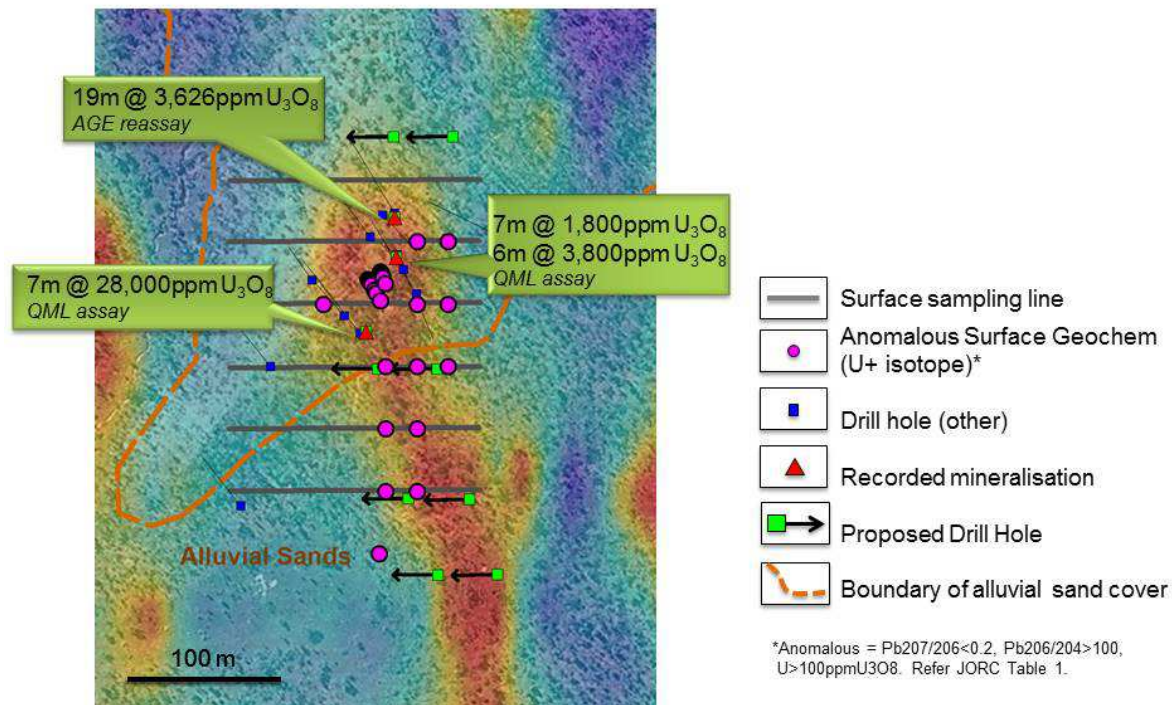 19m @ 3,626ppm U₃O₈
AGE reassay
7m @ 1,800ppm U₃O₈
6m @ 3,800ppm U₃O₈
QML assay
7m @ 28,000ppm U₃O₈
QML assay
Alluvial Sands
100 m
Surface sampling line
Anomalous Surface Geochem
(U+ isotope)*
Drill hole (other)
Recorded mineralisation
Proposed Drill Hole
Boundary of alluvial sand cover
*Anomalous = Pb207/206<0.2, Pb206/204>100,
U>100ppmU3O8. Refer JORC Table 1.